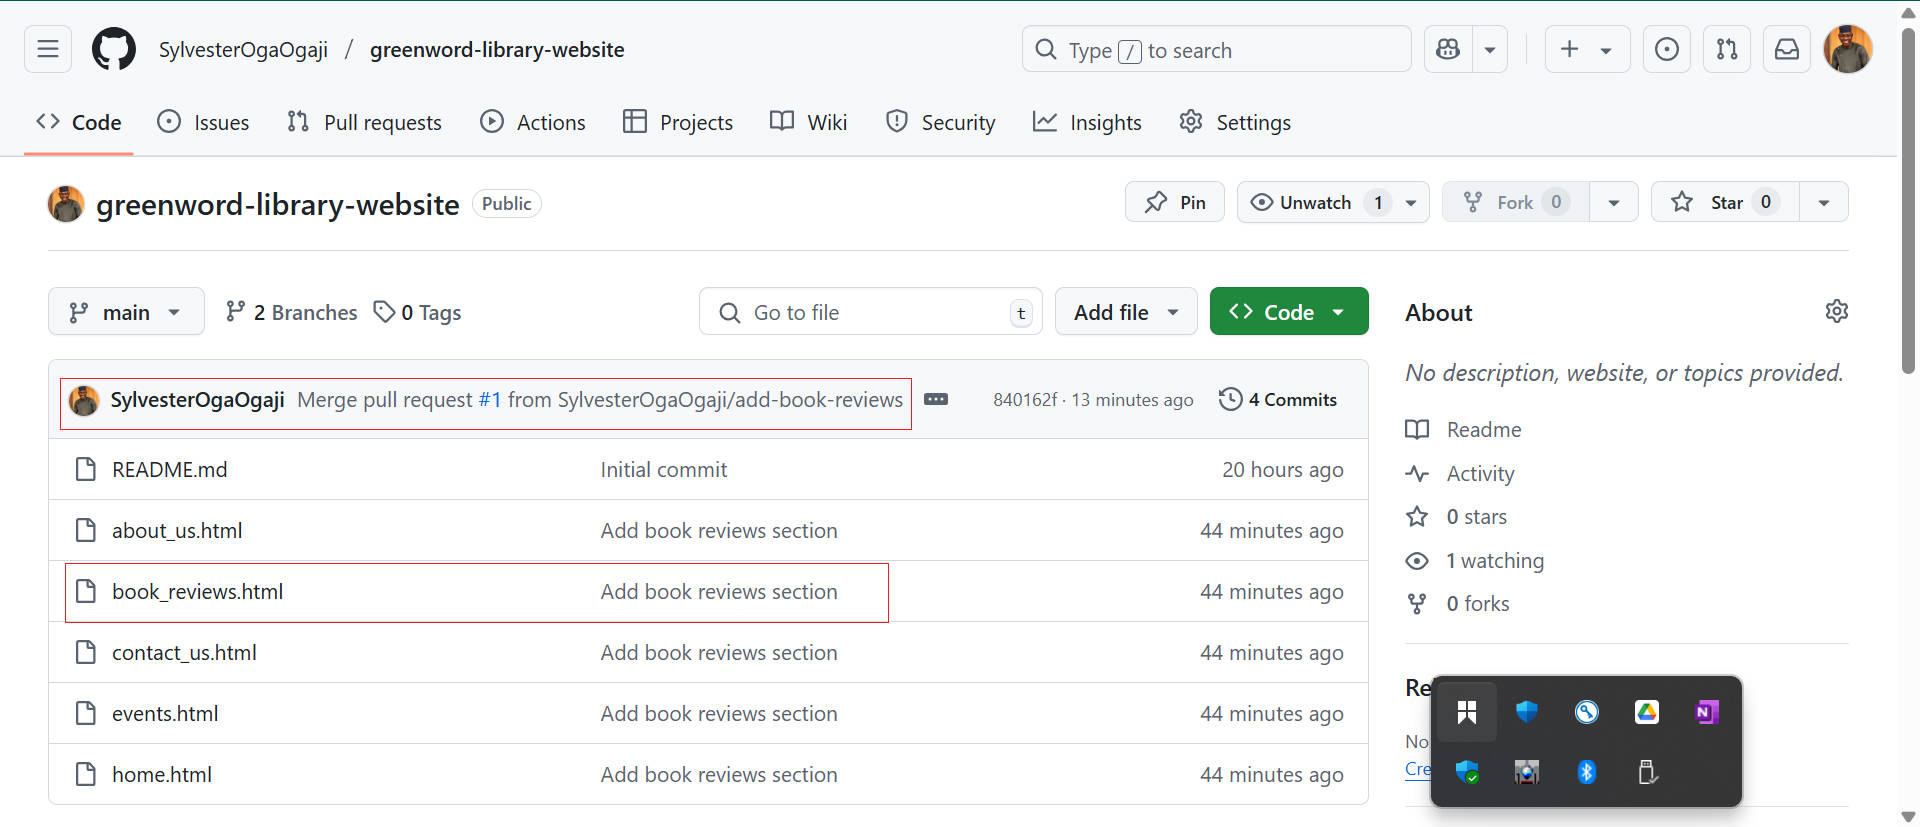 SylvesterOgaOgaji / greenword-library-website
Type / to search
Code Issues Pull requests Actions Projects Wiki Security Insights Settings
greenword-library-website Public
Pin Unwatch 1 Fork 0 Star 0
main 2 Branches 0 Tags
Go to file t Add file Code
About
No description, website, or topics provided.
SylvesterOgaOgaji Merge pull request #1 from SylvesterOgaOgaji/add-book-reviews 840162f · 13 minutes ago 4 Commits
README.md Initial commit 20 hours ago
about_us.html Add book reviews section 44 minutes ago
book_reviews.html Add book reviews section 44 minutes ago
contact_us.html Add book reviews section 44 minutes ago
events.html Add book reviews section 44 minutes ago
home.html Add book reviews section 44 minutes ago
Readme
Activity
0 stars
1 watching
0 forks
Re
No
Cre
N